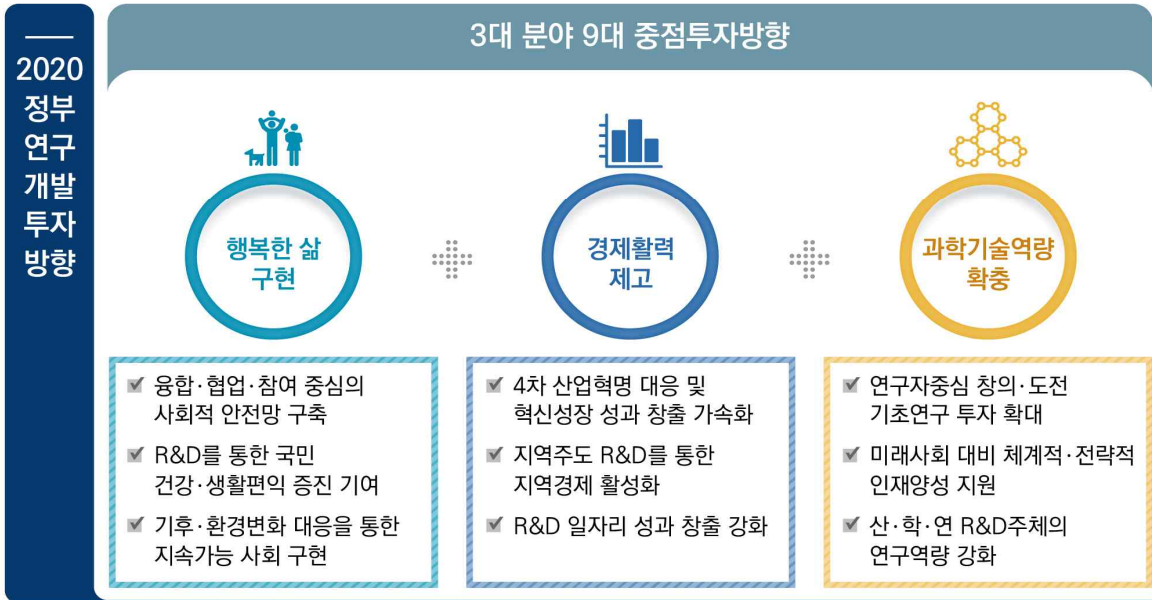 2020
정부
연구
개발
투자
방향
3대 분야 9대 중점투자방향
행복한 삶
구현
경제활력
제고
과학기술역량
확충
융합·협업·참여 중심의
사회적 안전망 구축
R&D를 통한 국민
건강·생활편익 증진 기여
기후·환경변화 대응을 통한
지속가능 사회 구현
4차 산업혁명 대응 및
혁신성장 성과 창출 가속화
지역주도 R&D를 통한
지역경제 활성화
R&D 일자리 성과 창출 강화
연구자중심 창의·도전
기초연구 투자 확대
미래사회 대비 체계적·전략적
인재양성 지원
산·학·연 R&D주체의
연구역량 강화